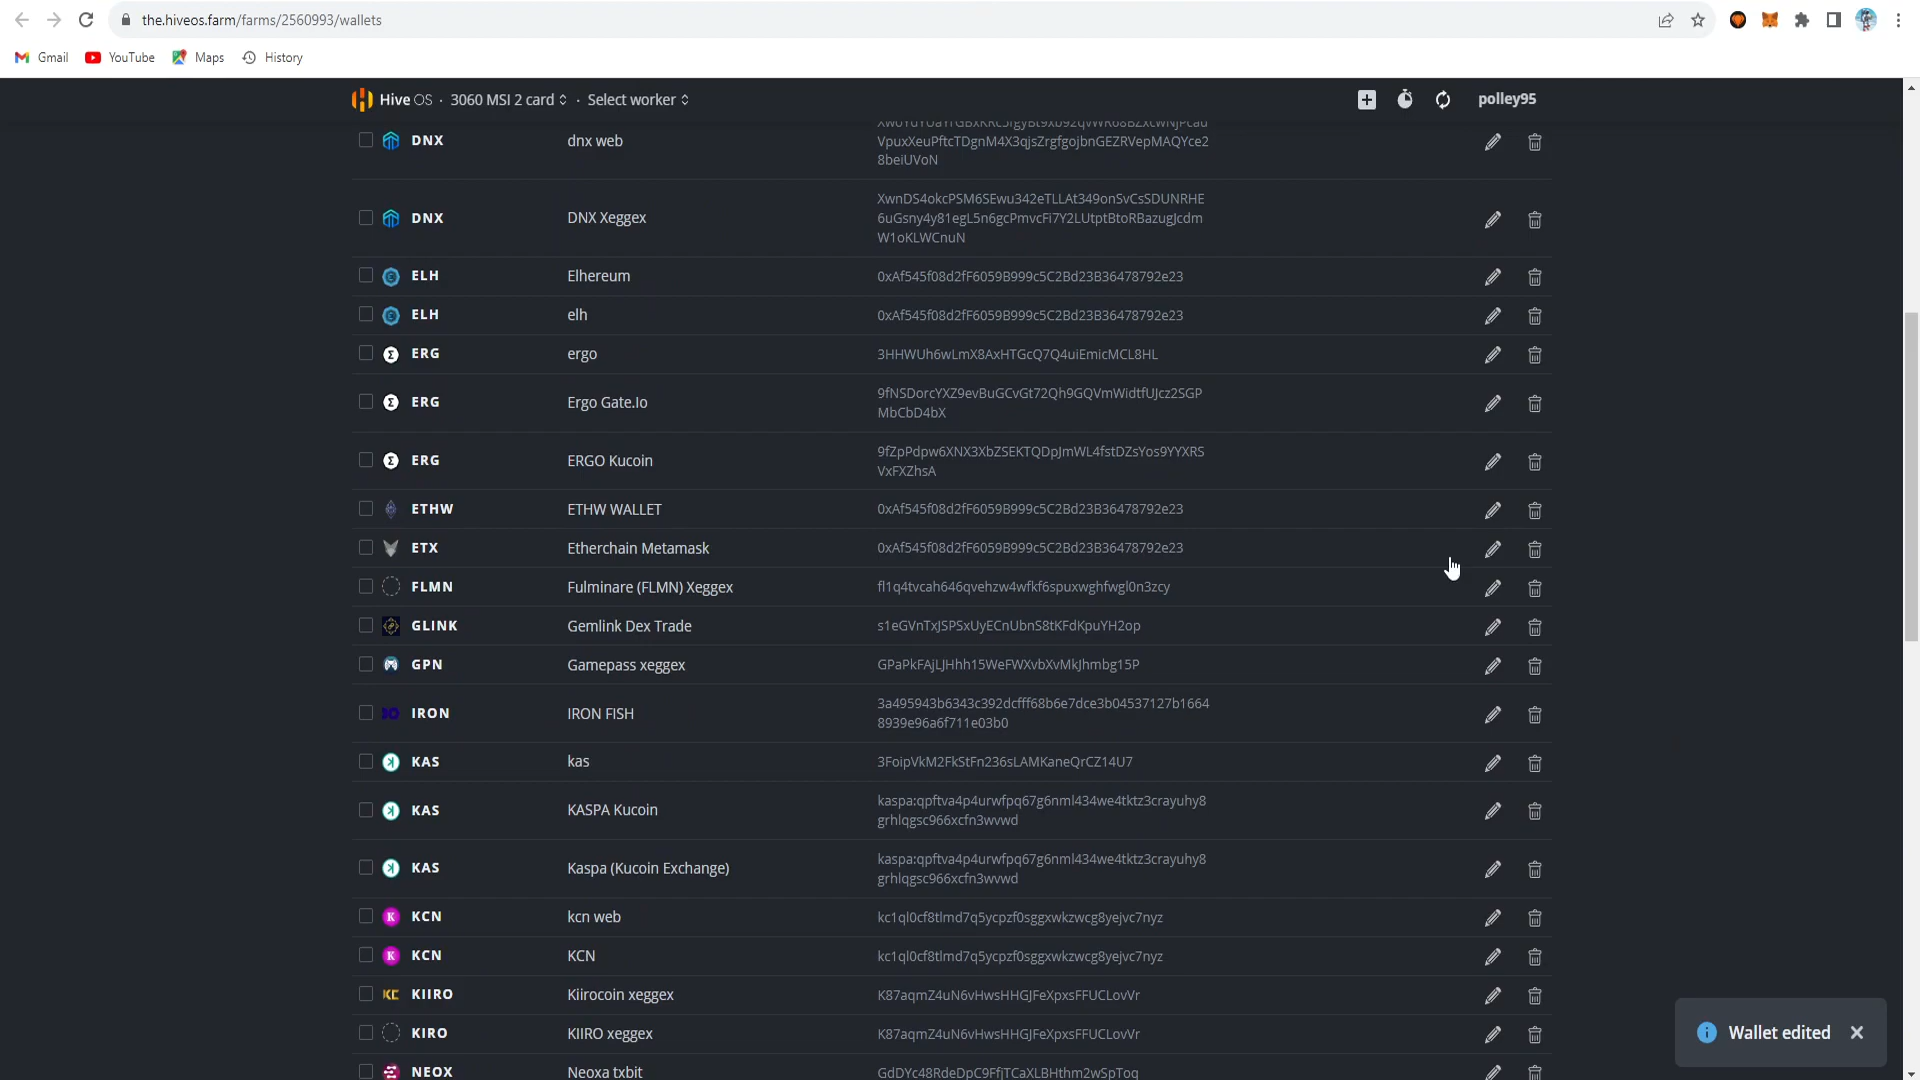 the.hiveos.farm/farms/2560993/wallets
Gmail YouTube Maps History
Hive OS · 3060 MSI 2 card · Select worker polley95
DNX dnx web
VpuxXeuPftcTDgnM4X3qjsZrgfgojbnGEZRVepMAQYce2
8beiUVoN
DNX DNX Xeggex XwnDS4okcPSM6SEwu342eTLLAt349onSvCsSDUNRHE
6uGsny4y81egL5n6gcPmvcFi7Y2LUtptBtoRBazugJcdm
W1oKLWCnuN
ELH Elhereum 0xAf545f08d2fF6059B999c5C2Bd23B36478792e23
ELH elh 0xAf545f08d2fF6059B999c5C2Bd23B36478792e23
ERG ergo 3HHWUh6wLmX8AxHTGcQ7Q4uiEmicMCL8HL
ERG Ergo Gate.Io 9fNSDorcYXZ9evBuGCvGt72Qh9GQVmWidtfUJcz2SGP
MbCbD4bX
ERG ERGO Kucoin 9fZpPdpw6XNX3XbZSEKTQDpJmWL4fstDZsYos9YYXRS
VxFXZhsA
ETHW ETHW WALLET 0xAf545f08d2fF6059B999c5C2Bd23B36478792e23
ETX Etherchain Metamask 0xAf545f08d2fF6059B999c5C2Bd23B36478792e23
FLMN Fulminare (FLMN) Xeggex fl1q4tvcah646qvehzw4wfkf6spuxwghfwgl0n3zcy
GLINK Gemlink Dex Trade s1eGVnTxJSPSxUyECnUbnS8tKFdKpuYH2op
GPN Gamepass xeggex GPaPkFAjLJHhh15WeFWXvbXvMkJhmbg15P
IRON IRON FISH 3a495943b6343c392dcfff68b6e7dce3b04537127b1664
8939e96a6f711e03b0
KAS kas 3FoipVkM2FkStFn236sLAMKaneQrCZ14U7
KAS KASPA Kucoin kaspa:qpftva4p4urwfpq67g6nml434we4tktz3crayuhy8
grhlqgsc966xcfn3wvwd
KAS Kaspa (Kucoin Exchange) kaspa:qpftva4p4urwfpq67g6nml434we4tktz3crayuhy8
grhlqgsc966xcfn3wvwd
KCN kcn web kc1ql0cf8tlmd7q5ycpzf0sggxwkzwcg8yejvc7nyz
KCN KCN kc1ql0cf8tlmd7q5ycpzf0sggxwkzwcg8yejvc7nyz
KIIRO Kiirocoin xeggex K87aqmZ4uN6vHwsHHGJFeXpxsFFUCLovVr
KIRO KIIRO xeggex K87aqmZ4uN6vHwsHHGJFeXpxsFFUCLovVr
NEOX Neoxa txbit GdDYc48RdeDpC9FfjTCaXLBHthm2wSpToq
Wallet edited